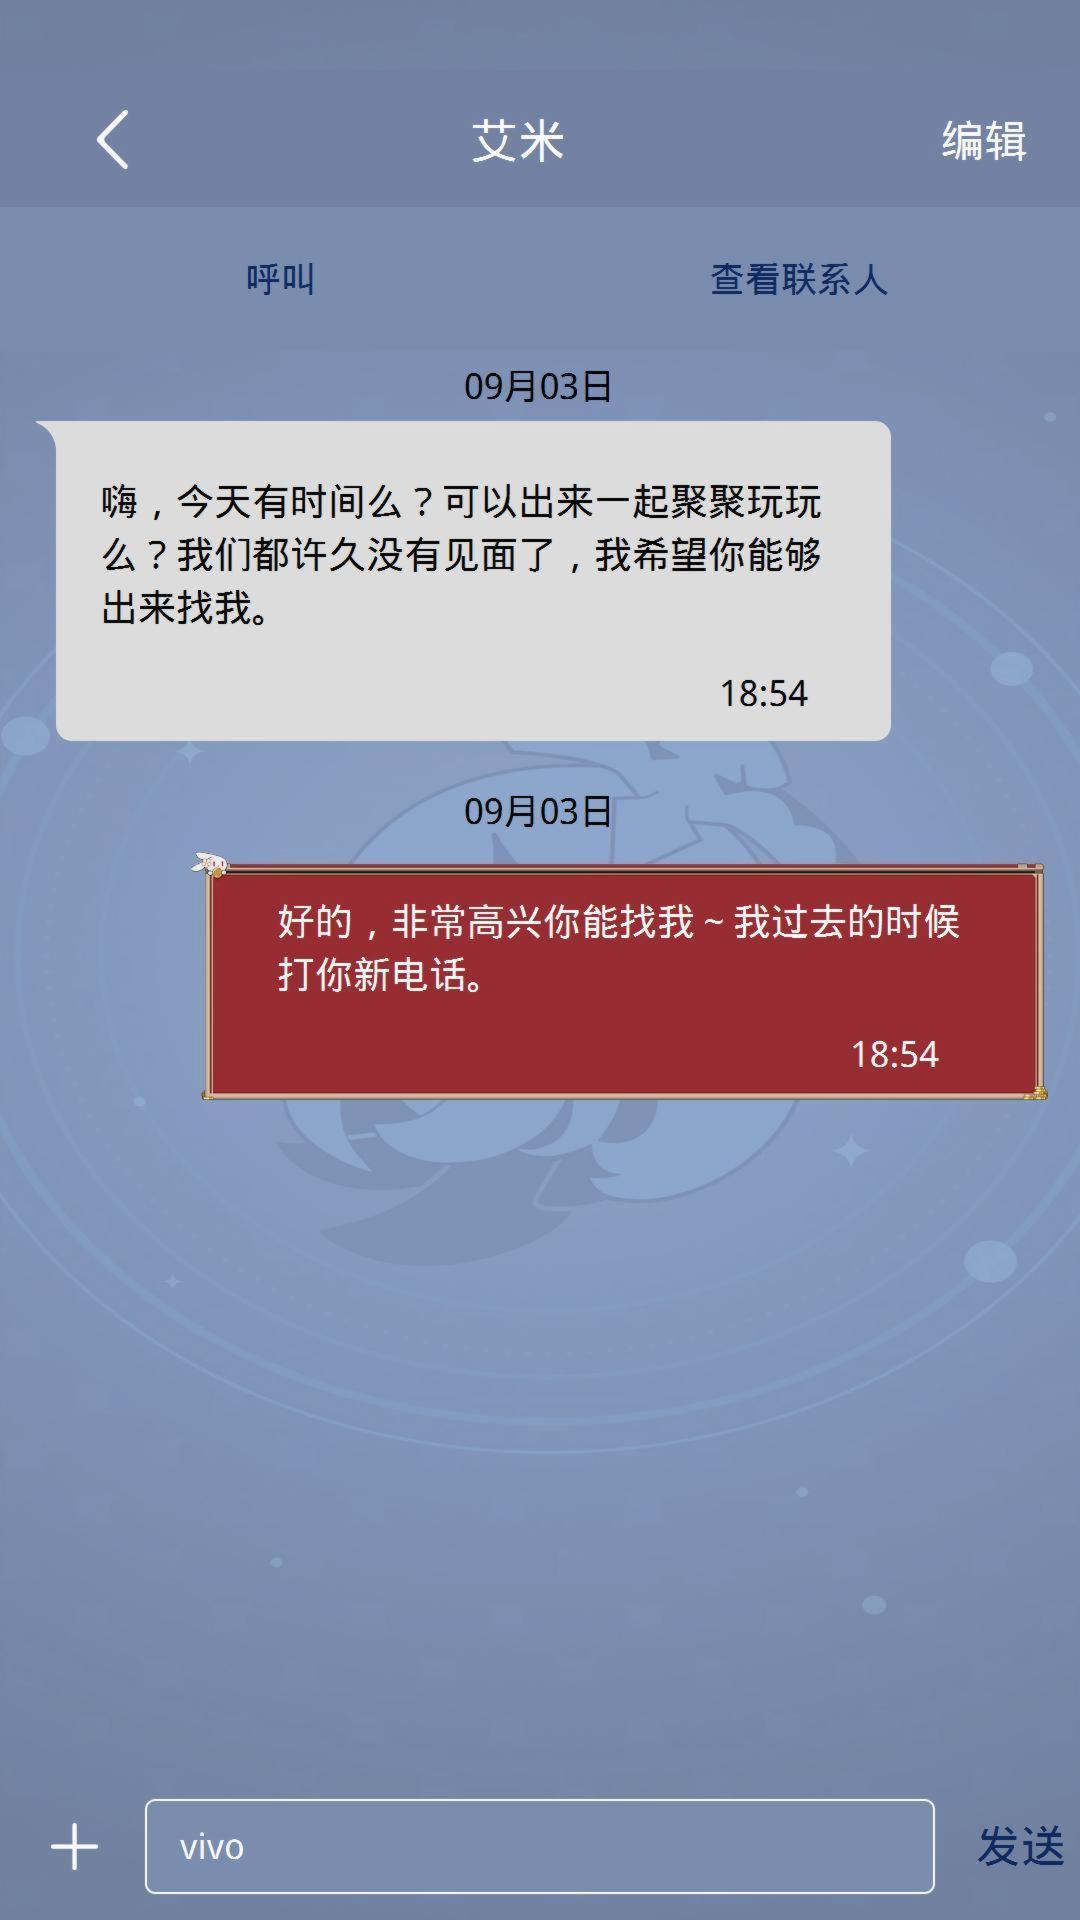 艾米
编辑
呼叫
查看联系人
09月03日
嗨，今天有时间么？可以出来一起聚聚玩玩
么？我们都许久没有见面了，我希望你能够
出来找我。
18:54
09月03日
好的，非常高兴你能找我～我过去的时候
打你新电话。
18:54
vivo
发送